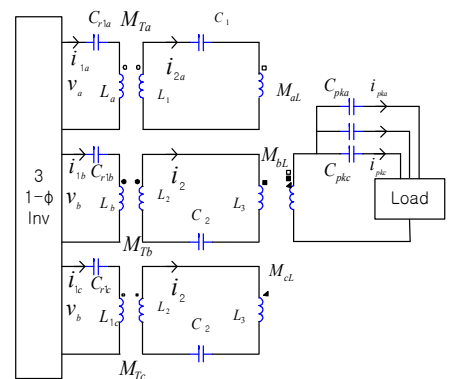 C_r1a M_Ta C_1
i_1a i_2a
v_a L_a L_1 M_aL C_pka i_pka
3
1-ϕ
Inv
i_1b C_r1b i_2 M_bL C_pkc i_pkc
v_b L_b L_2 L_3 Load
M_Tb C_2
i_1c C_r1c i_2 M_cL
v_b L_1c L_2 C_2 L_3
M_Tc